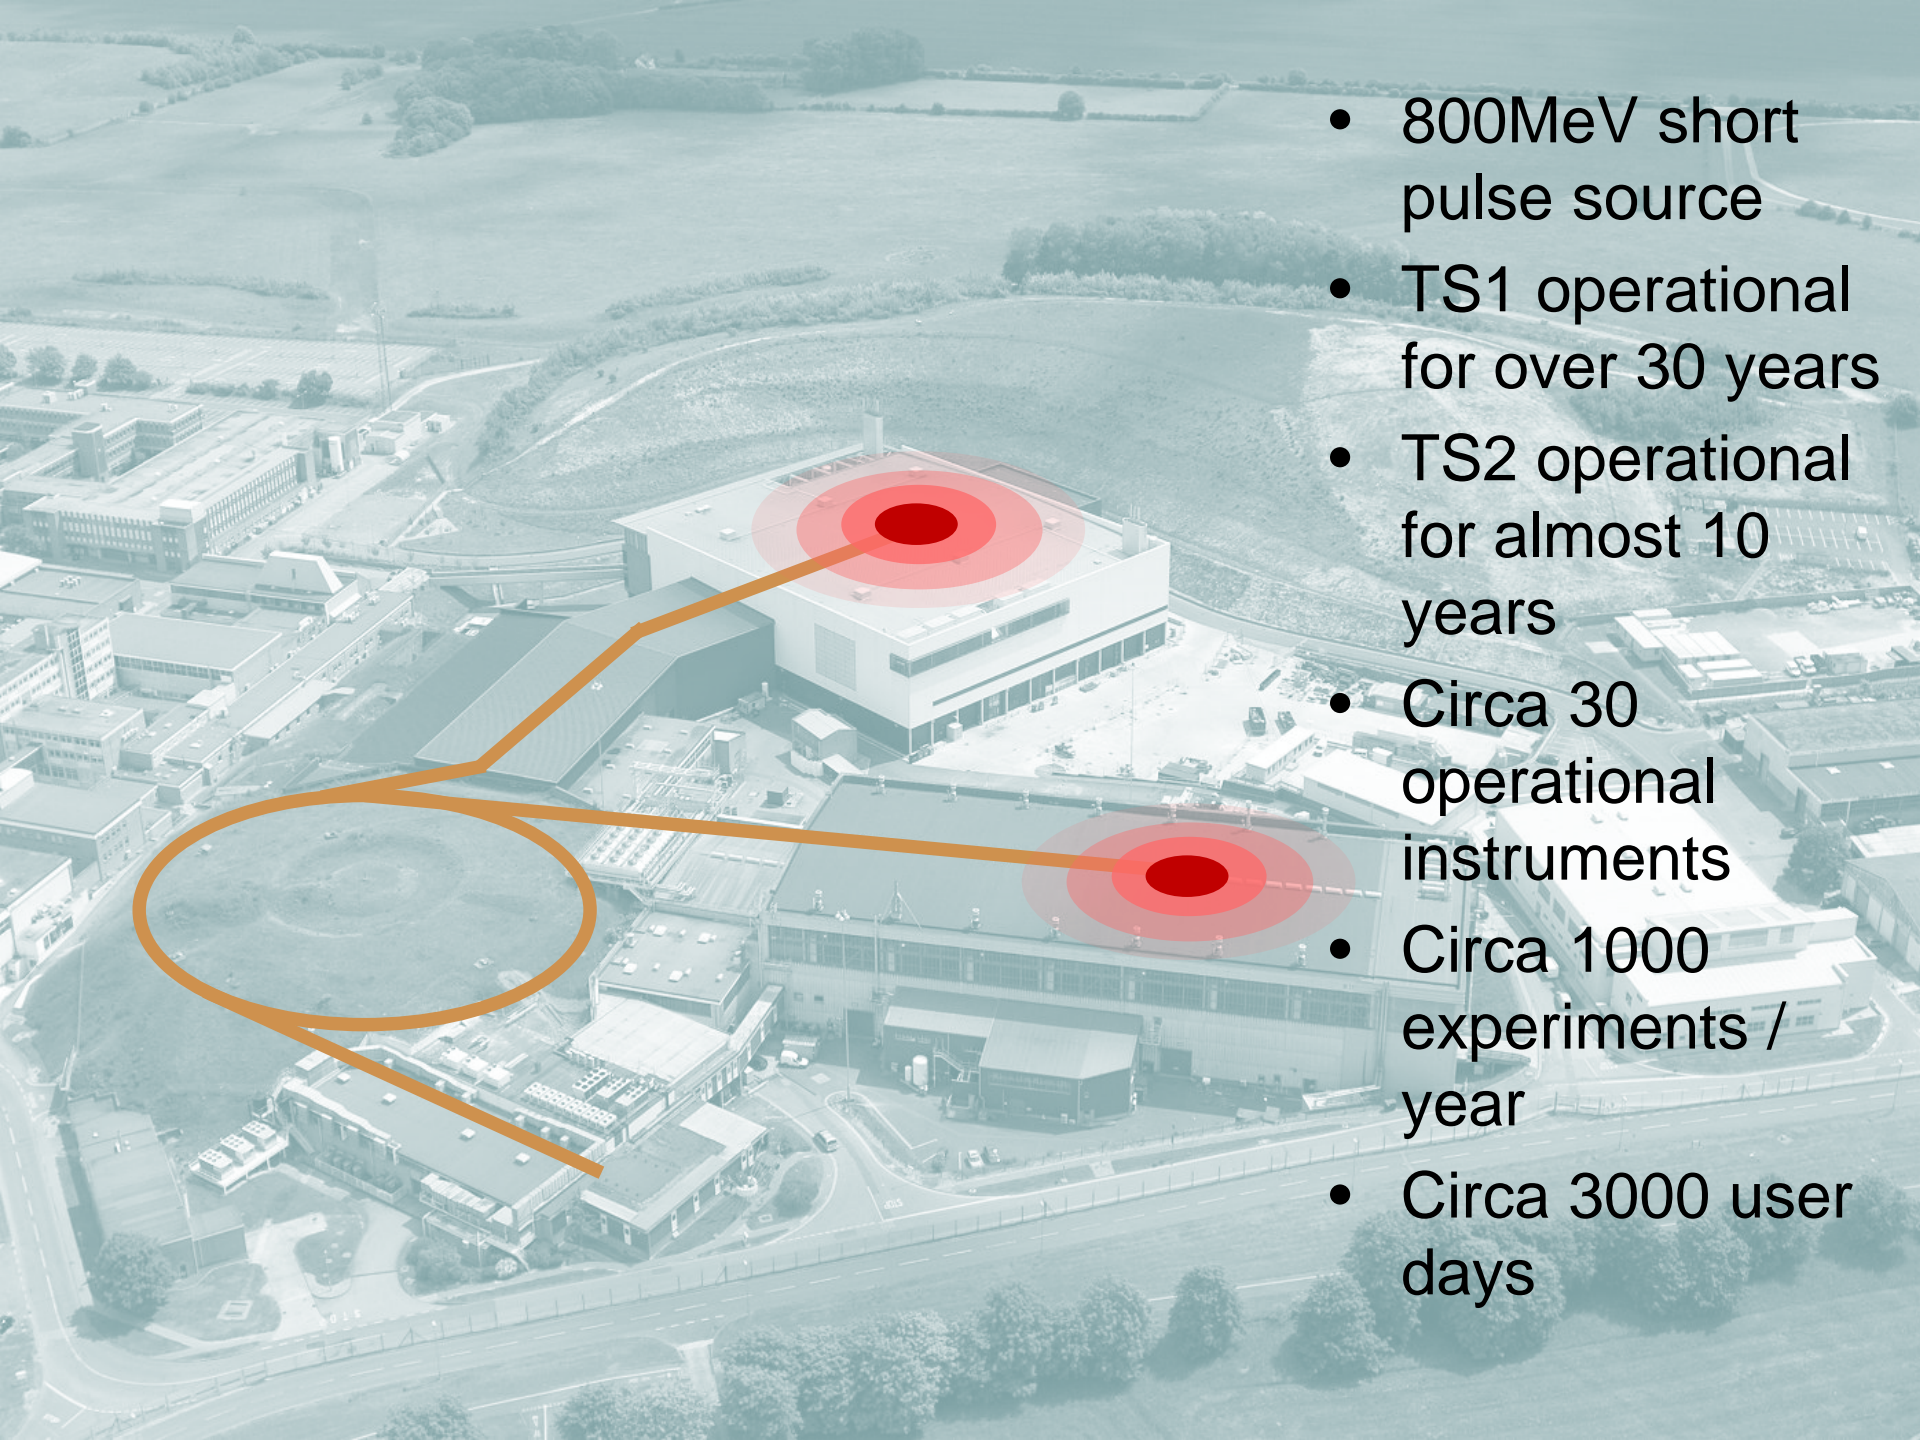 • 800MeV short
pulse source
• TS1 operational
for over 30 years
• TS2 operational
for almost 10
years
• Circa 30
operational
instruments
• Circa 1000
experiments /
year
• Circa 3000 user
days